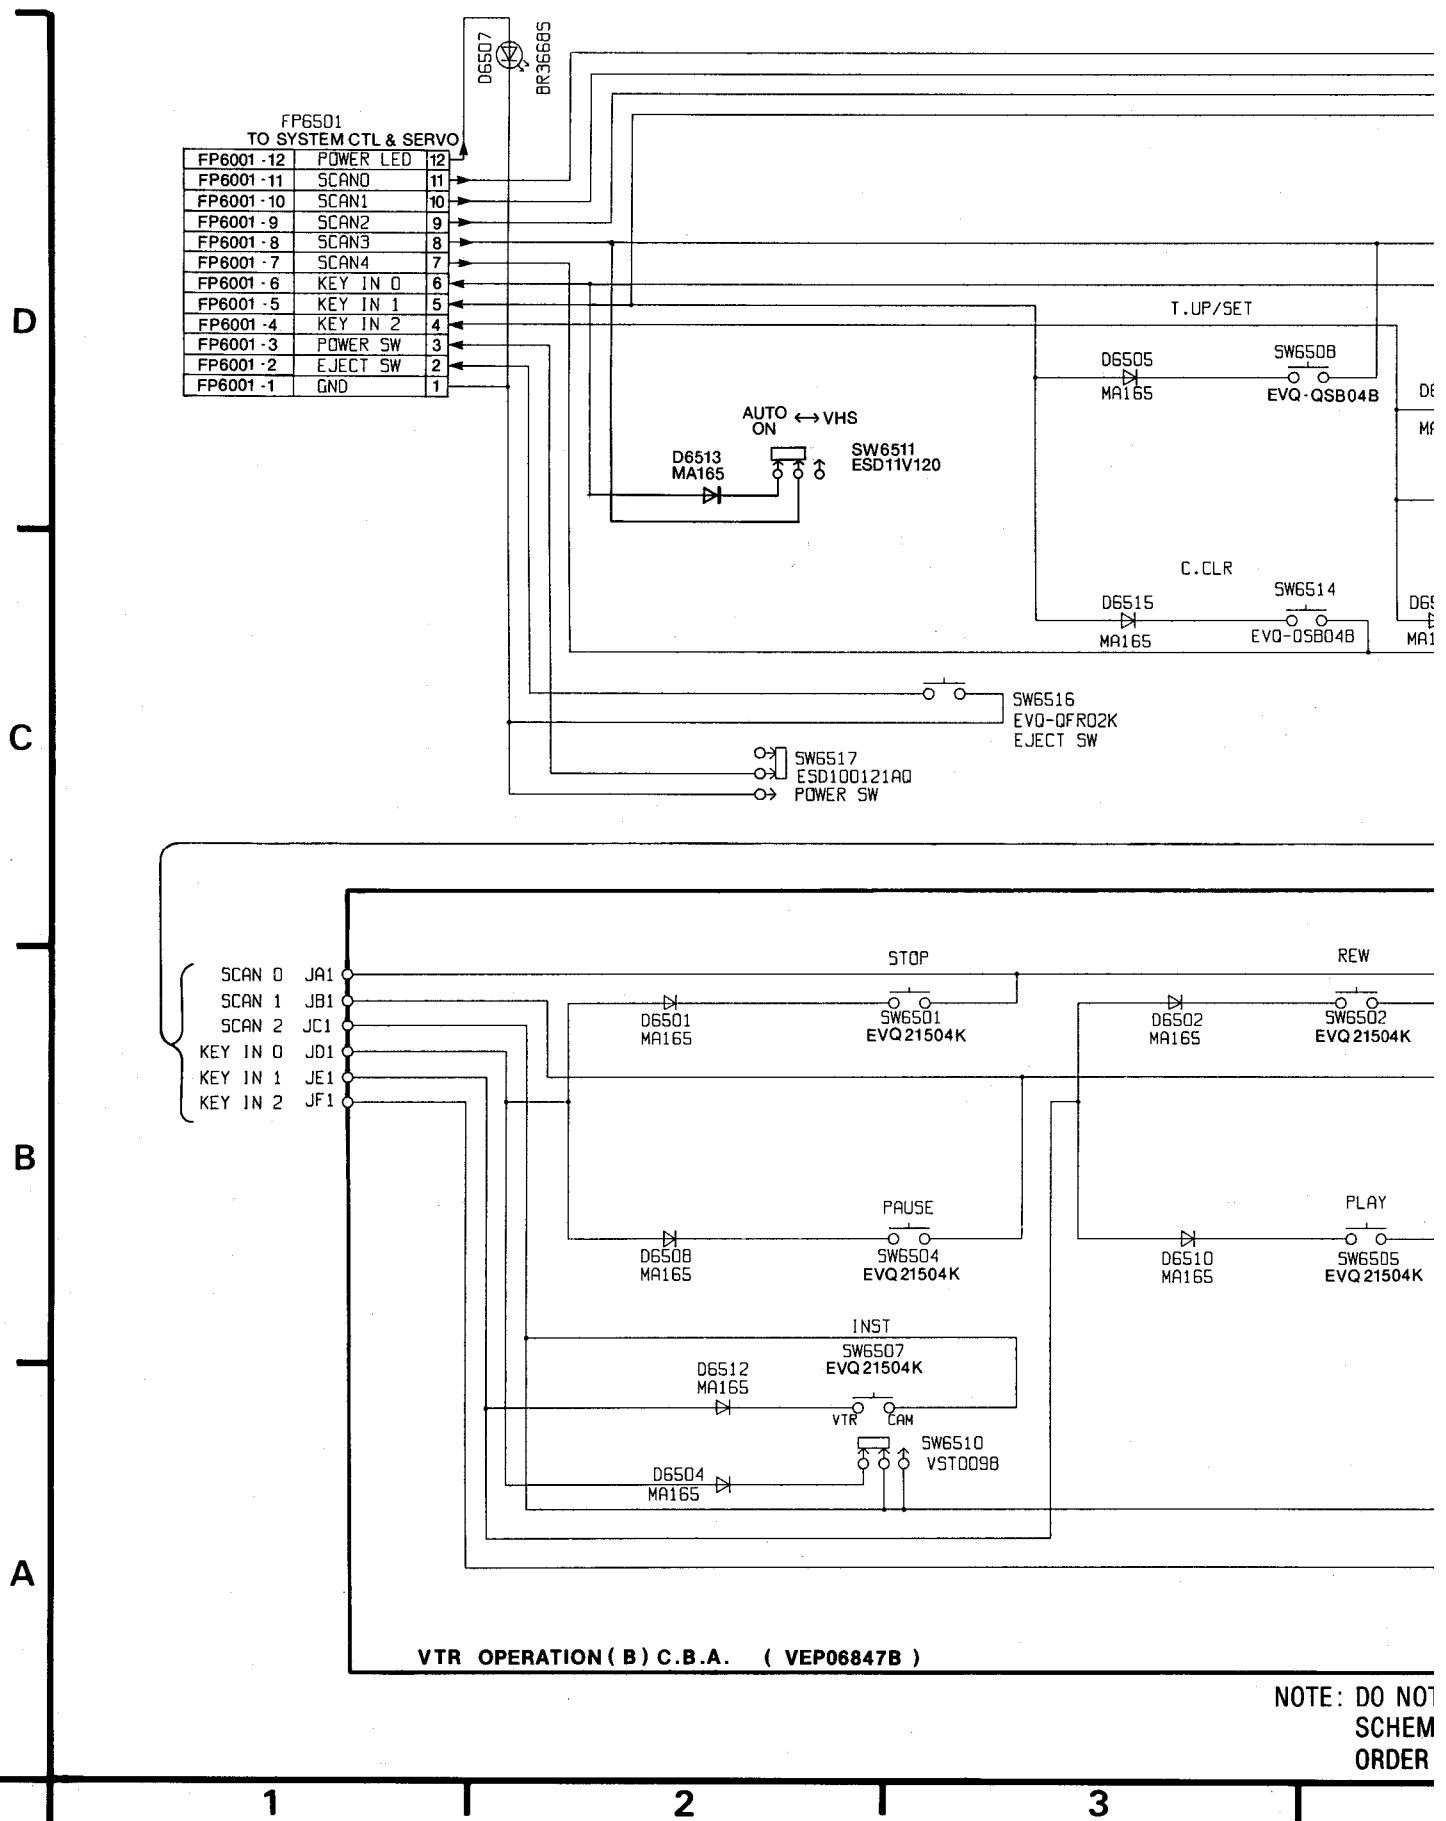 D6507
BR3668S
FP6501
TO SYSTEM CTL & SERVO
FP6001 -12 POWER LED 12
FP6001 -11 SCAN0 11
FP6001 -10 SCAN1 10
FP6001 -9 SCAN2 9
FP6001 -8 SCAN3 8
FP6001 -7 SCAN4 7
FP6001 -6 KEY IN 0 6
FP6001 -5 KEY IN 1 5
FP6001 -4 KEY IN 2 4
FP6001 -3 POWER SW 3
FP6001 -2 EJECT SW 2
FP6001 -1 GND 1
D
T.UP/SET
D6505
MA165
SW6508
EVQ-QSB04B
AUTO ↔ VHS
ON
D6513
MA165
SW6511
ESD11V120
C.CLR
D6515
MA165
SW6514
EVQ-QSB04B
C
SW6516
EVQ-QFR02K
EJECT SW
SW6517
ESD100121AQ
POWER SW
SCAN 0 JA1
SCAN 1 JB1
SCAN 2 JC1
KEY IN 0 JD1
KEY IN 1 JE1
KEY IN 2 JF1
STOP
D6501
MA165
SW6501
EVQ21504K
REW
D6502
MA165
SW6502
EVQ21504K
B
PAUSE
D6508
MA165
SW6504
EVQ21504K
PLAY
D6510
MA165
SW6505
EVQ21504K
INST
SW6507
EVQ21504K
D6512
MA165
VTR CAM
SW6510
VST0098
D6504
MA165
A
VTR OPERATION (B) C.B.A. ( VEP06847B )
NOTE: DO NOT
SCHEM
ORDER
1 2 3